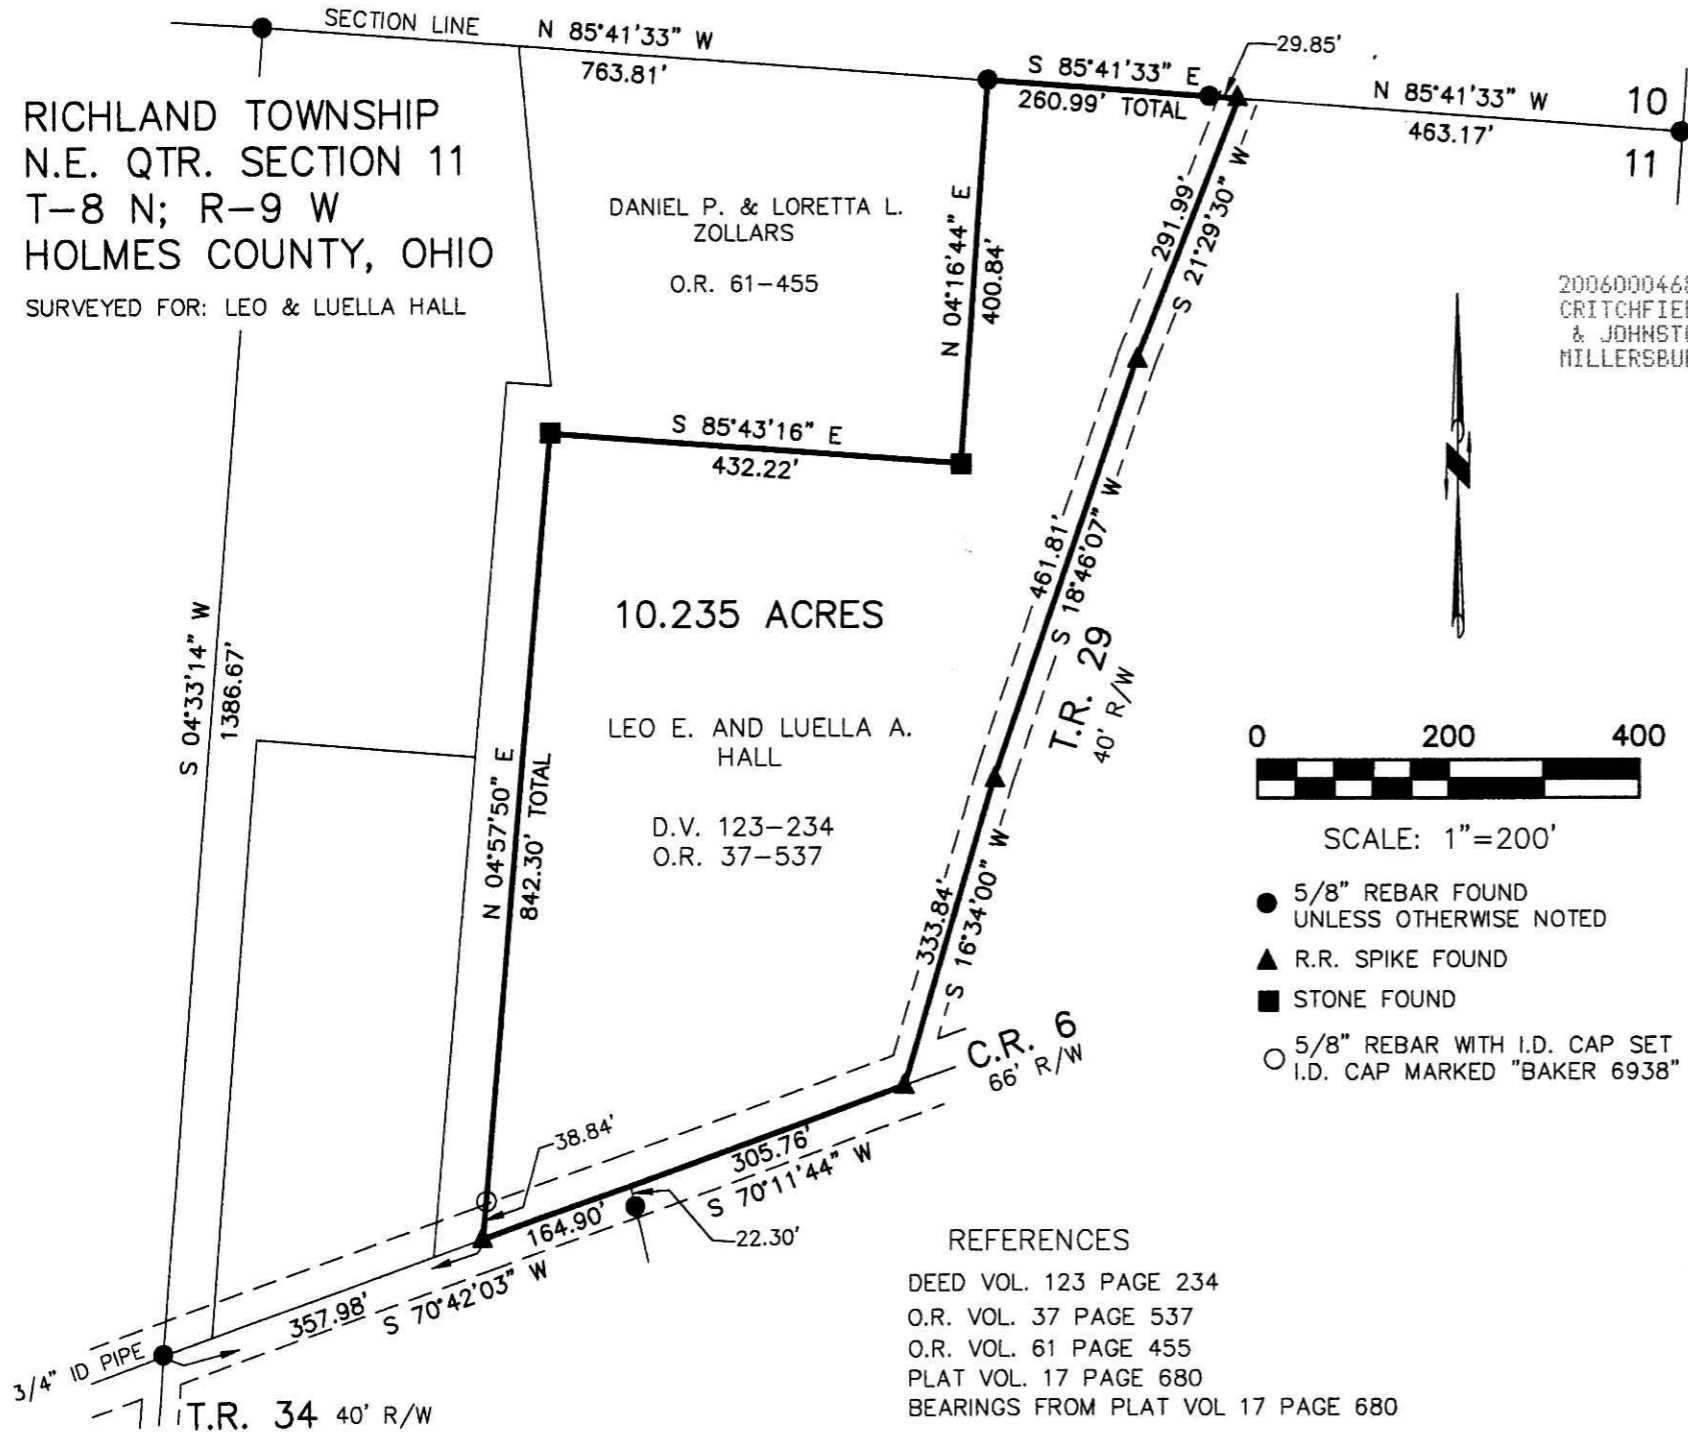 SECTION LINE
N 85°41'33" W
763.81'
S 85°41'33" E
260.99' TOTAL
29.85'
N 85°41'33" W
463.17'
10
11
RICHLAND TOWNSHIP
N.E. QTR. SECTION 11
T-8 N; R-9 W
HOLMES COUNTY, OHIO
SURVEYED FOR: LEO & LUELLA HALL
DANIEL P. & LORETTA L.
ZOLLARS
O.R. 61-455
N 04°16'44" E
400.84'
291.99'
S 21°29'30" W
S 85°43'16" E
432.22'
461.81'
S 18°46'07" W
T.R. 29
40' R/W
10.235 ACRES
S 04°33'14" W
1386.67'
LEO E. AND LUELLA A.
HALL
D.V. 123-234
O.R. 37-537
N 04°57'50" E
842.30' TOTAL
333.84'
S 16°34'00" W
C.R. 6
66' R/W
38.84'
305.76'
S 70°11'44" W
164.90'
22.30'
357.98'
S 70°42'03" W
3/4" ID PIPE
T.R. 34 40' R/W
& JOHNST
0 200 400
SCALE: 1"=200'
5/8" REBAR FOUND
UNLESS OTHERWISE NOTED
R.R. SPIKE FOUND
STONE FOUND
5/8" REBAR WITH I.D. CAP SET
I.D. CAP MARKED "BAKER 6938"
REFERENCES
DEED VOL. 123 PAGE 234
O.R. VOL. 37 PAGE 537
O.R. VOL. 61 PAGE 455
PLAT VOL. 17 PAGE 680
BEARINGS FROM PLAT VOL 17 PAGE 680